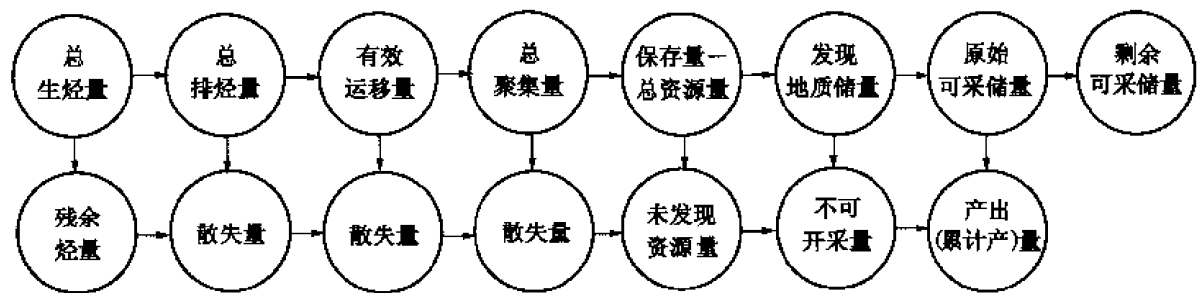 总
生烃量
总
排烃量
有效
运移量
总
聚集量
保存量一
总资源量
发现
地质储量
原始
可采储量
剩余
可采储量
残余
烃量
散失量
散失量
散失量
未发现
资源量
不可
开采量
产出
(累计产)量